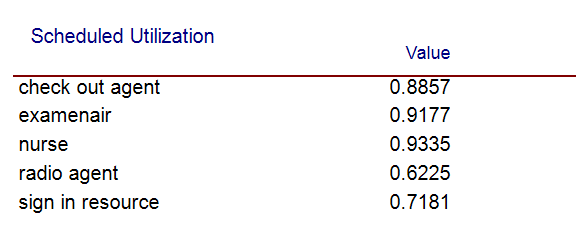 Scheduled Utilization
Value
check out agent 0.8857
examenair 0.9177
nurse 0.9335
radio agent 0.6225
sign in resource 0.7181